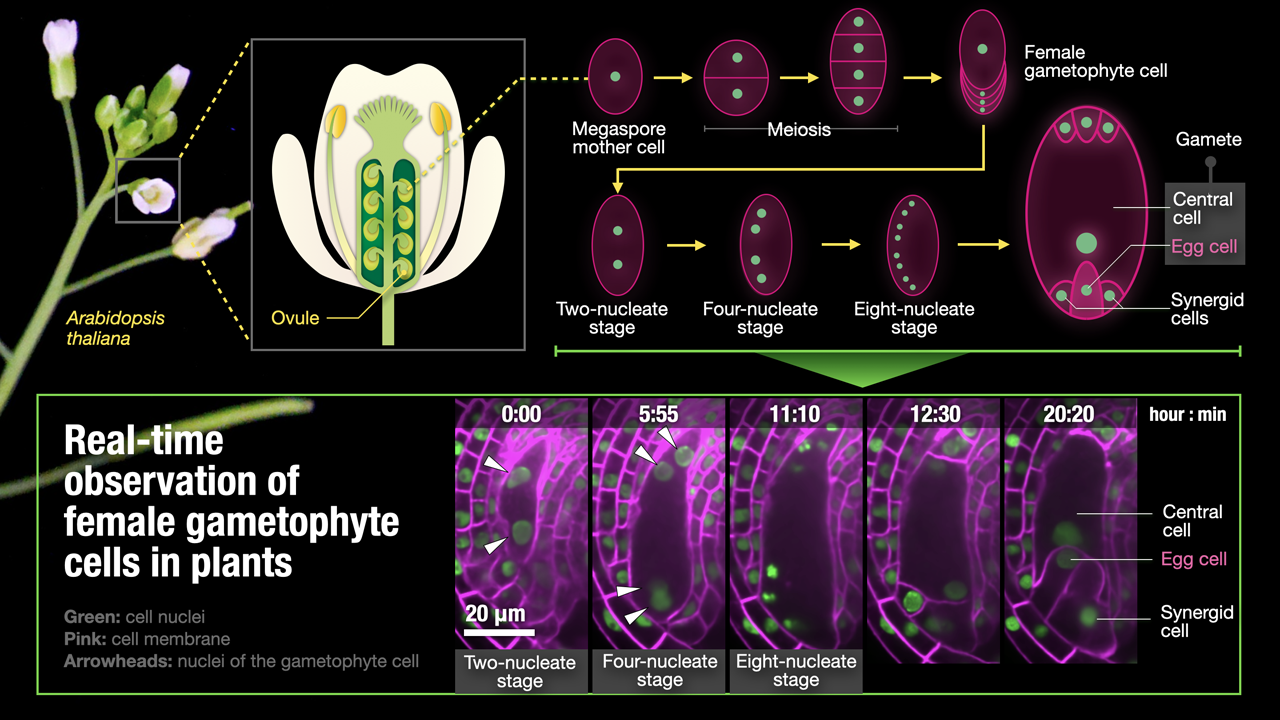 Arabidopsis
thaliana
Ovule
Megaspore
mother cell
Meiosis
Female
gametophyte cell
Gamete
Central
cell
Egg cell
Synergid
cells
Two-nucleate
stage
Four-nucleate
stage
Eight-nucleate
stage
Real-time
observation of
female gametophyte
cells in plants
Green: cell nuclei
Pink: cell membrane
Arrowheads: nuclei of the gametophyte cell
0:00
5:55
11:10
12:30
20:20
hour : min
20 µm
Two-nucleate
stage
Four-nucleate
stage
Eight-nucleate
stage
Central
cell
Egg cell
Synergid
cell